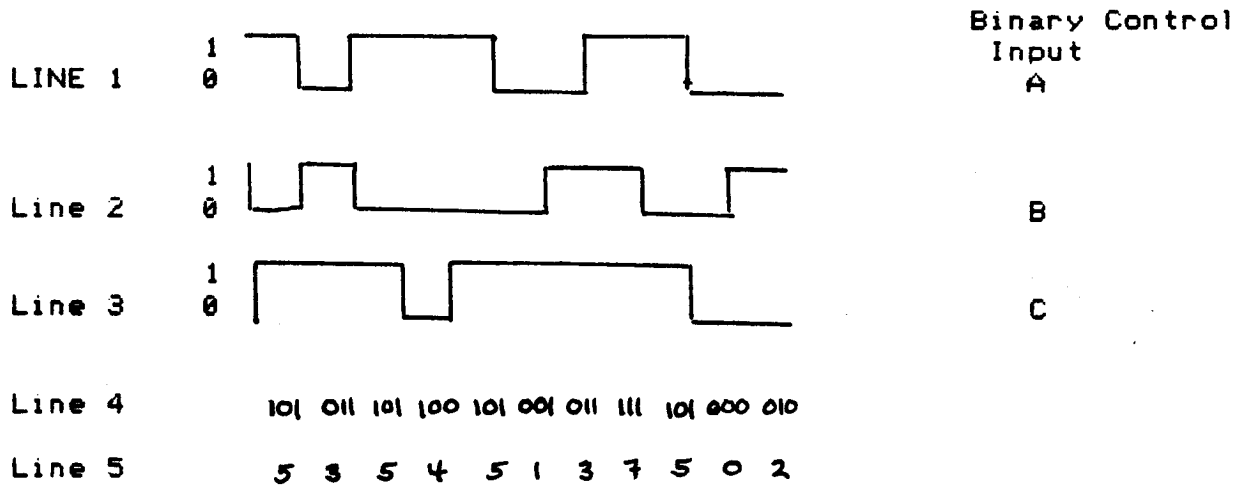 Binary Control
Input
1
LINE 1 0 A
1
Line 2 0 B
1
Line 3 0 C
Line 4 101 011 101 100 101 001 011 111 101 000 010
Line 5 5 3 5 4 5 1 3 7 5 0 2